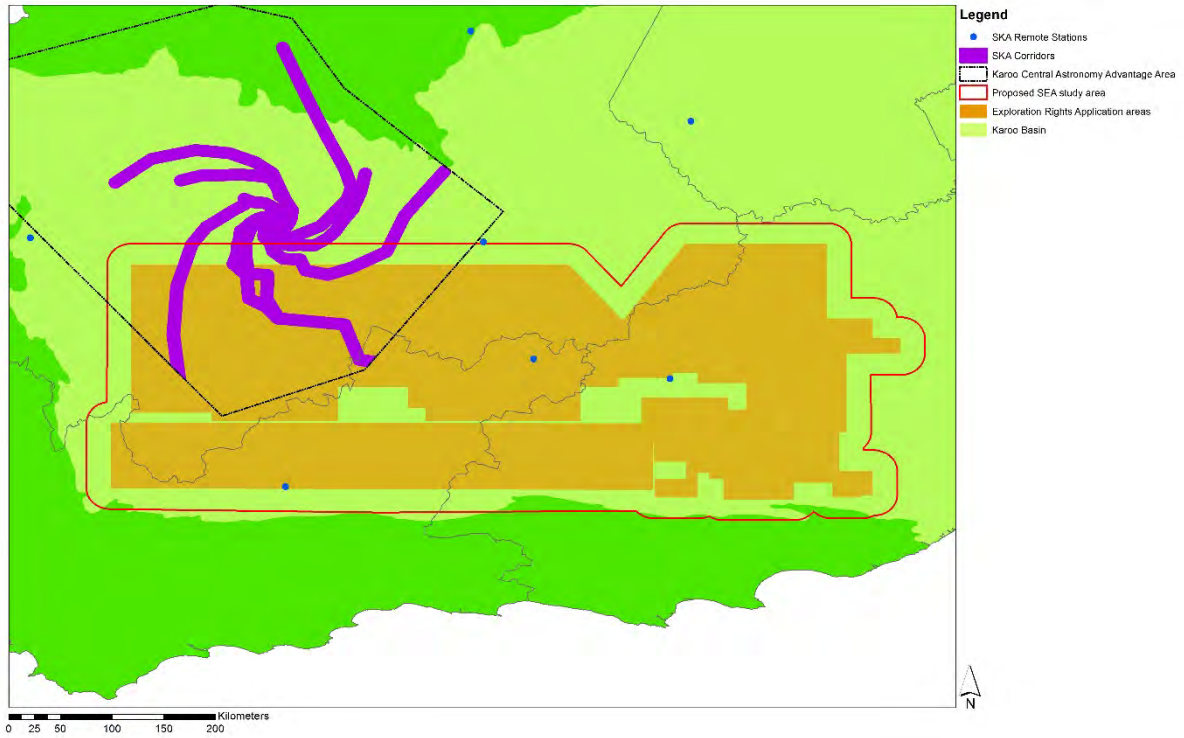 Legend
SKA Remote Stations
SKA Corridors
Karoo Central Astronomy Advantage Area
Proposed SEA study area
Exploration Rights Application areas
Karoo Basin
N
Kilometers
0 25 50 100 150 200